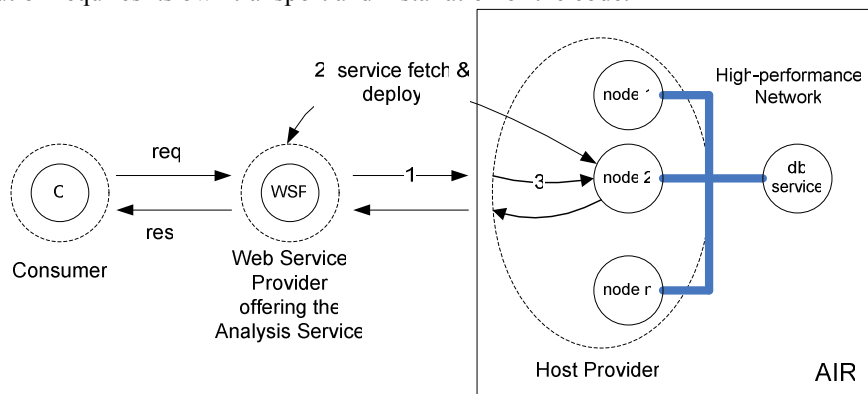 2 service fetch &
deploy
High-performance
Network
node 1
req
1
3
node 2
db
service
C
WSP
res
Consumer
Web Service
Provider
offering the
Analysis Service
node n
Host Provider
AIR